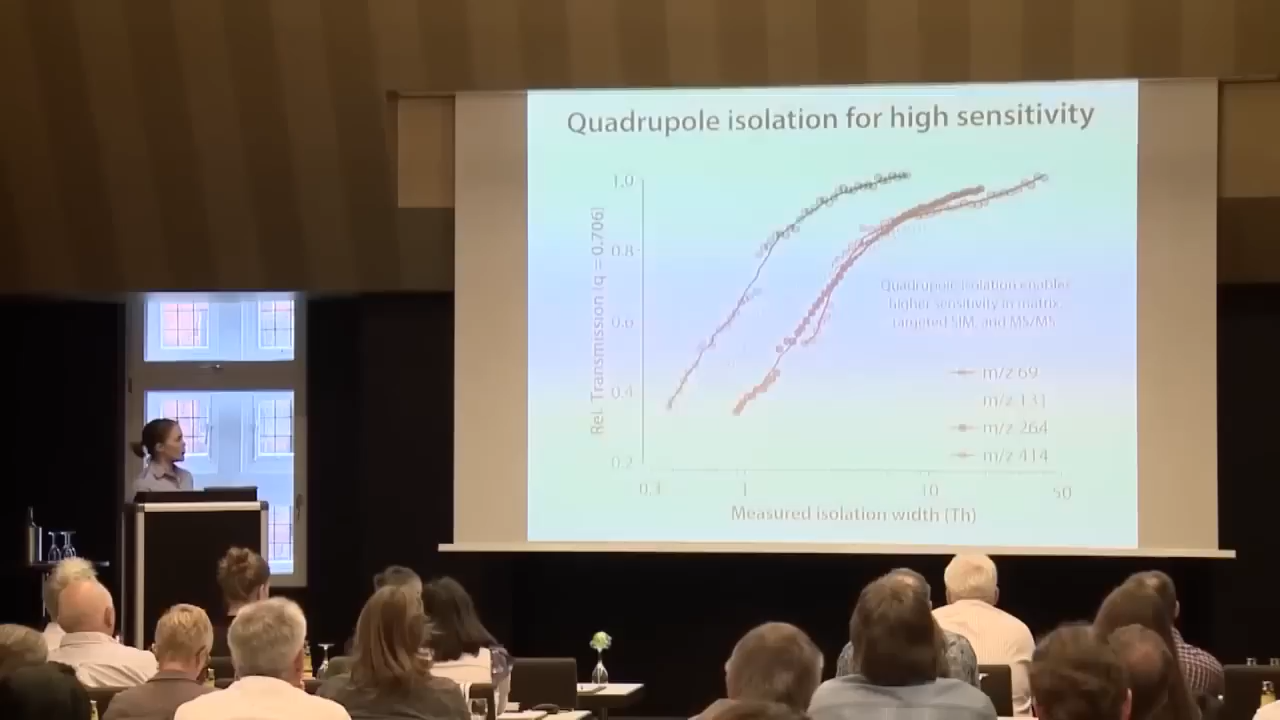 Quadrupole isolation for high sensitivity
1.0
0.8
0.6
0.4
0.2
Rel. Transmission (q = 0.706)
0.3
1
10
50
Measured isolation width (Th)
Quadrupole isolation enables
higher sensitivity in matrix,
targeted SIM, and MS/MS
m/z 69
m/z 131
m/z 264
m/z 414